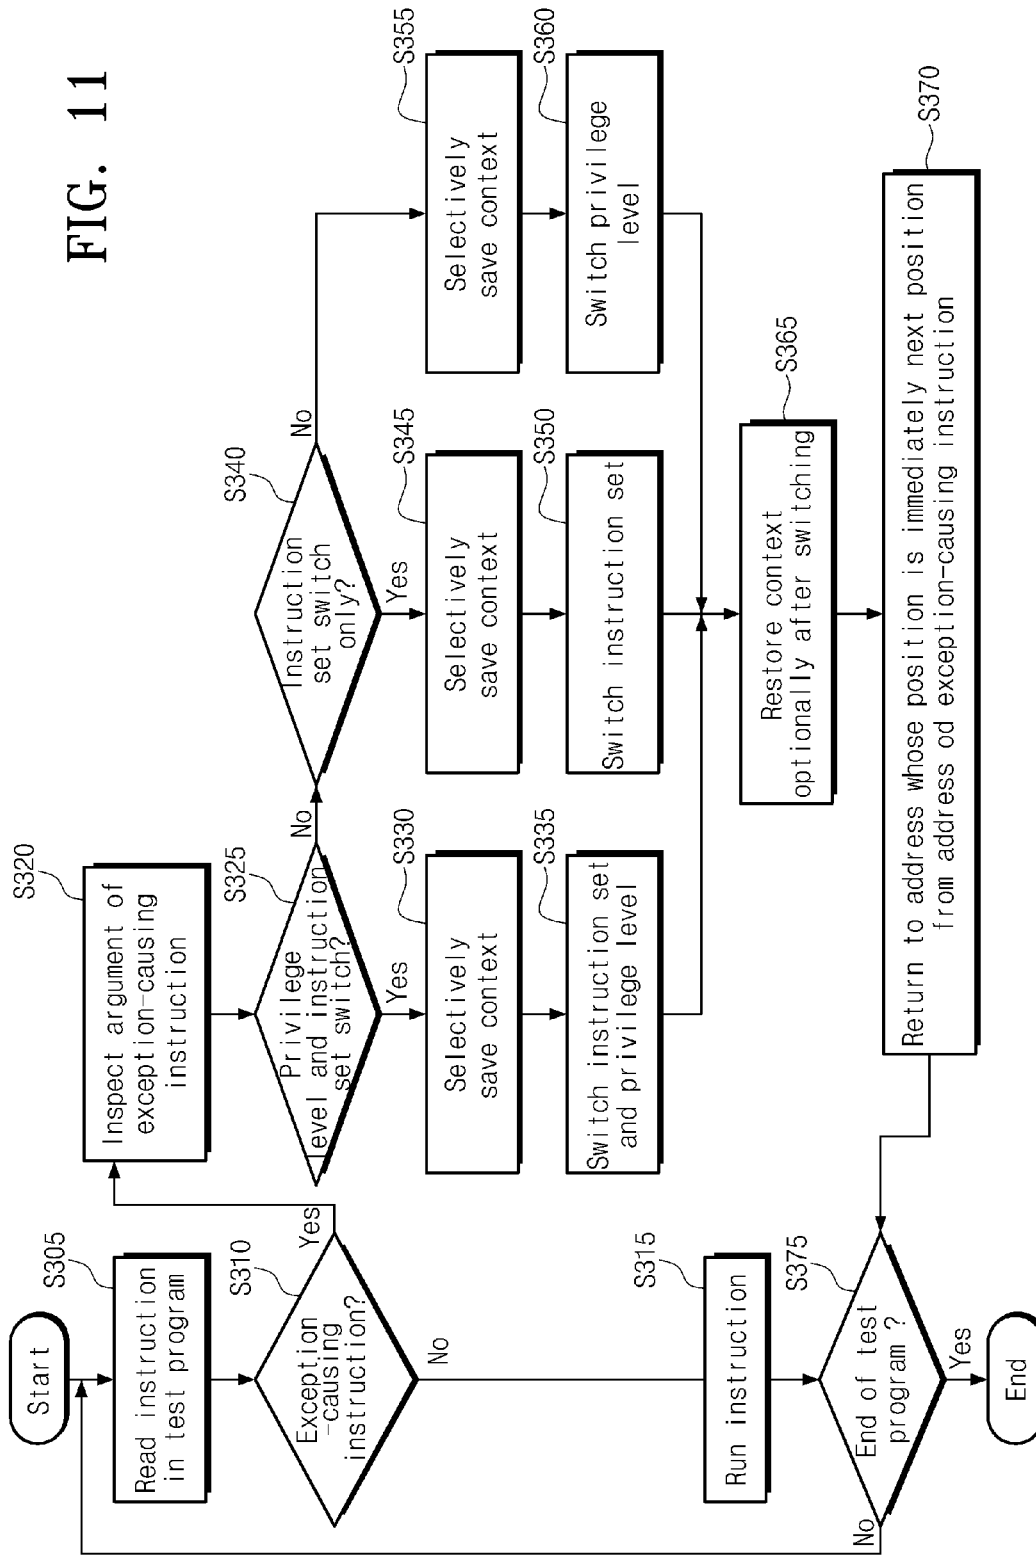 FIG. 11
Start
S305
Read instruction
in test program
S310
Exception
-causing
instruction?
Yes
No
S315
Run instruction
S375
End of test
program ?
No
Yes
End
S320
Inspect argument of
exception-causing
instruction
S325
Privilege
level and instruction
set switch?
No
Yes
S330
Selectively
save context
S335
Switch instruction set
and privilege level
S340
Instruction
set switch
only?
No
Yes
S345
Selectively
save context
S350
Switch instruction set
S355
Selectively
save context
S360
Switch privilege
level
S365
Restore context
optionally after switching
S370
Return to address whose position is immediately next position
from address od exception-causing instruction